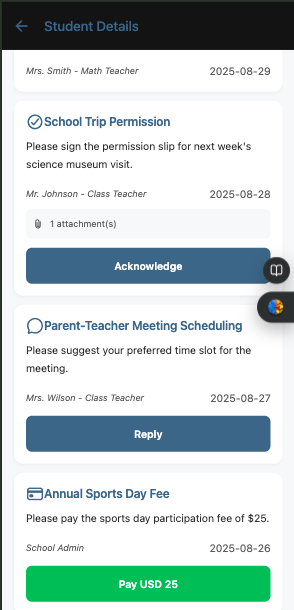 Student Details
Mrs. Smith - Math Teacher 2025-08-29
School Trip Permission
Please sign the permission slip for next week's
science museum visit.
Mr. Johnson - Class Teacher 2025-08-28
1 attachment(s)
Acknowledge
Parent-Teacher Meeting Scheduling
Please suggest your preferred time slot for the
meeting.
Mrs. Wilson - Class Teacher 2025-08-27
Reply
Annual Sports Day Fee
Please pay the sports day participation fee of $25.
School Admin 2025-08-26
Pay USD 25